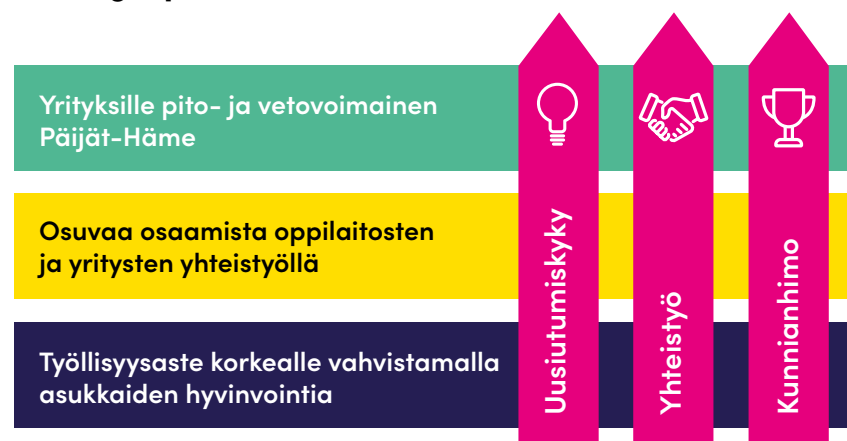 Yrityksille pito- ja vetovoimainen
Päijät-Häme
Osuvaa osaamista oppilaitosten
ja yritysten yhteistyöllä
Työllisyysaste korkealle vahvistamalla
asukkaiden hyvinvointia
Uusiutumiskyky
Yhteistyö
Kunnianhimo